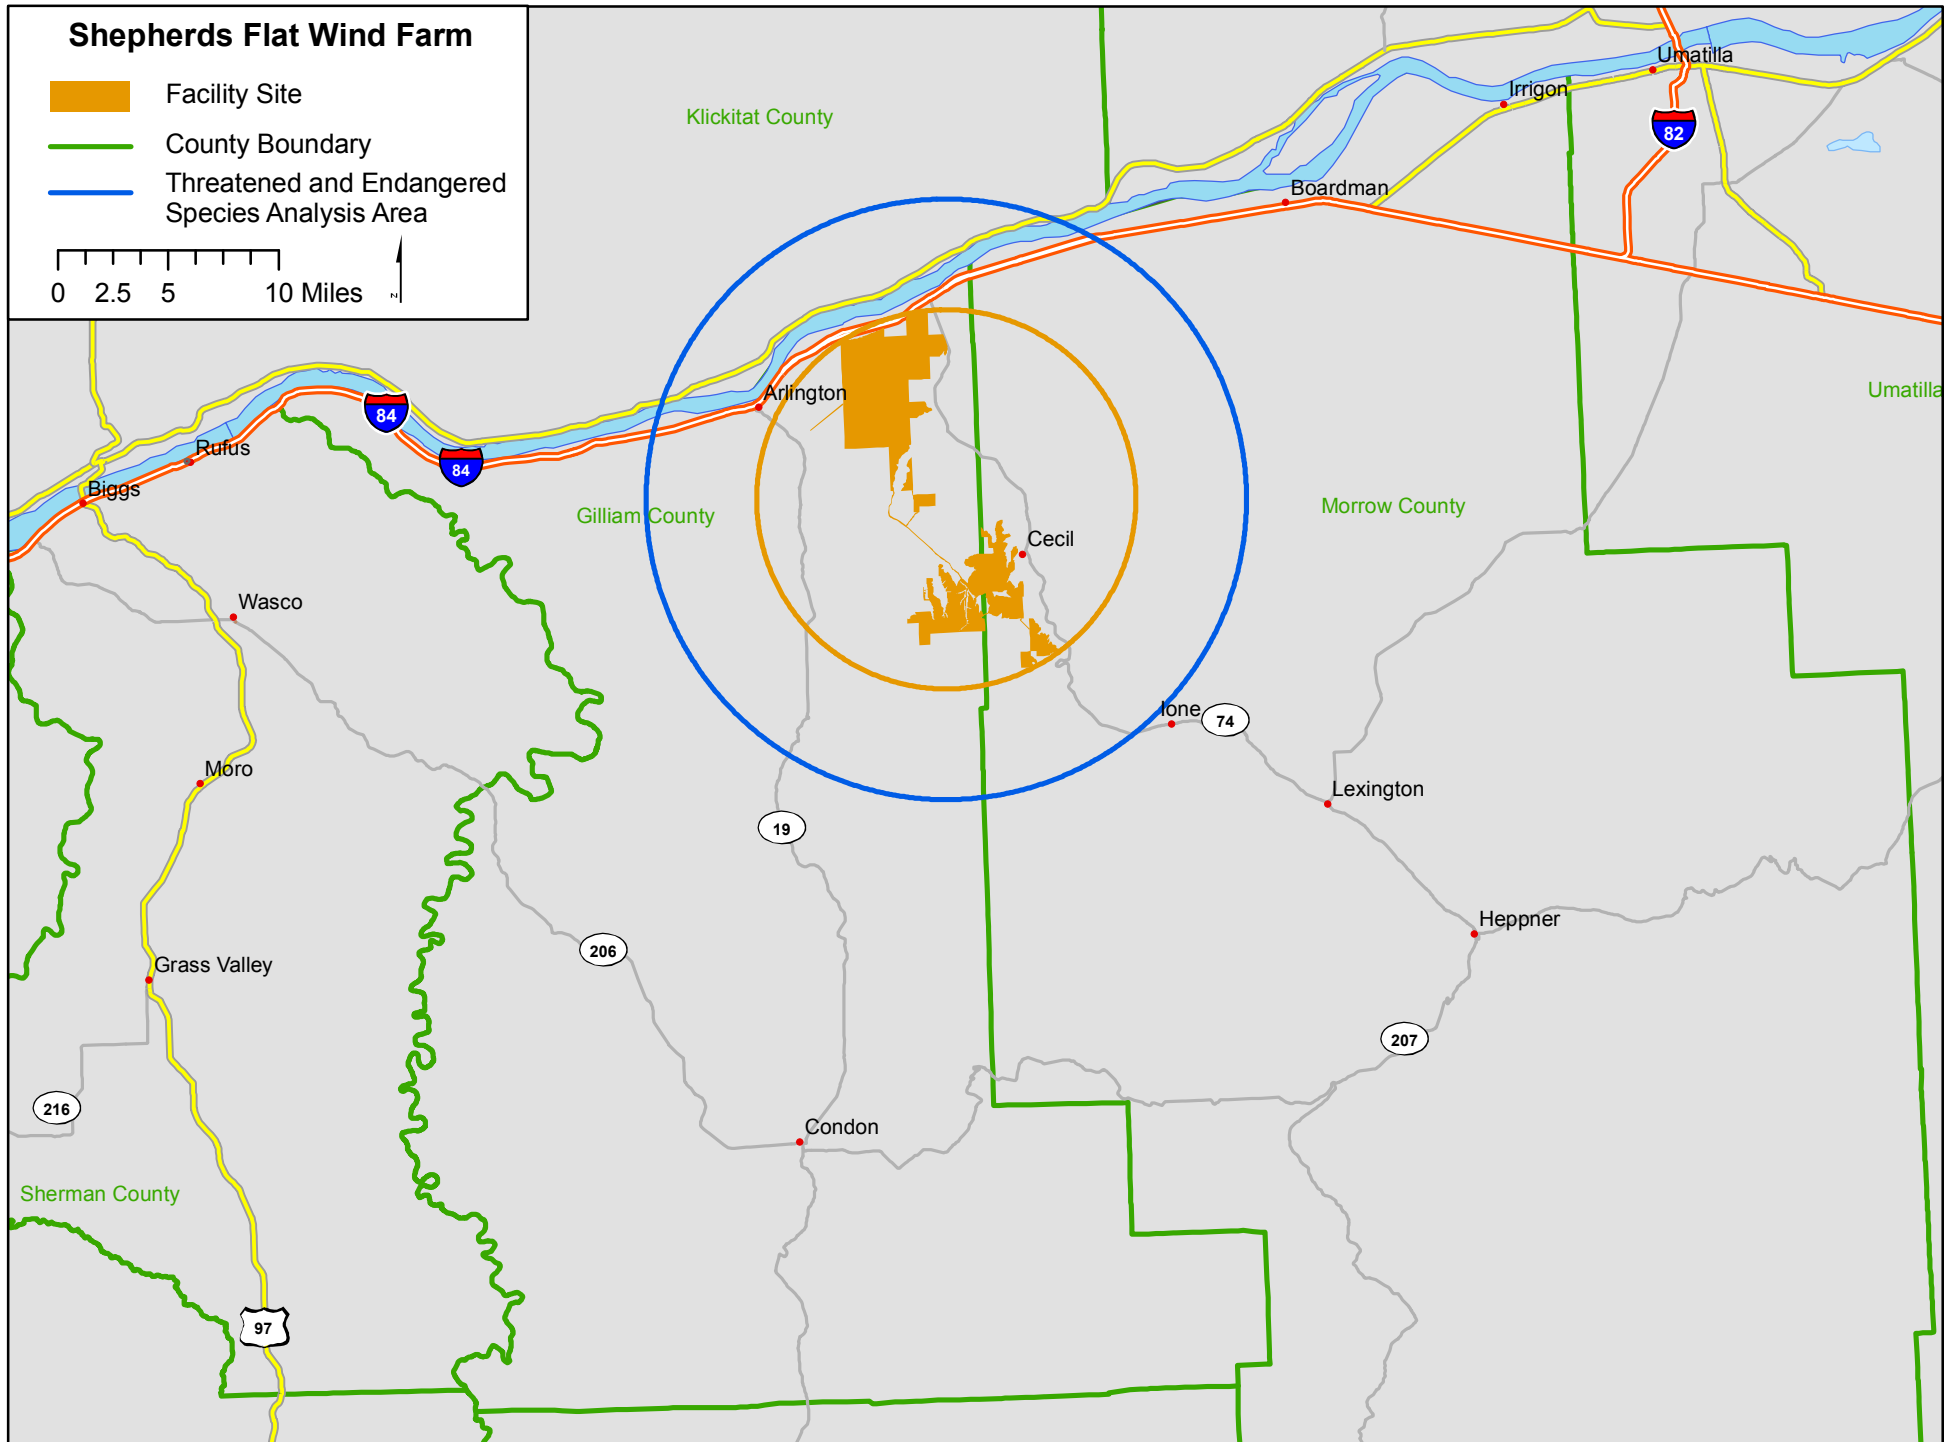 Shepherds Flat Wind Farm
Facility Site
County Boundary
Threatened and Endangered
Species Analysis Area
0 2.5 5 10 Miles
N
Klickitat County
Umatilla
Irrigon
82
Boardman
Arlington
Umatilla
84
84
Rufus
Biggs
Gilliam County
Morrow County
Cecil
Wasco
Ione
74
Moro
Lexington
19
Heppner
206
Grass Valley
207
216
Condon
Sherman County
97